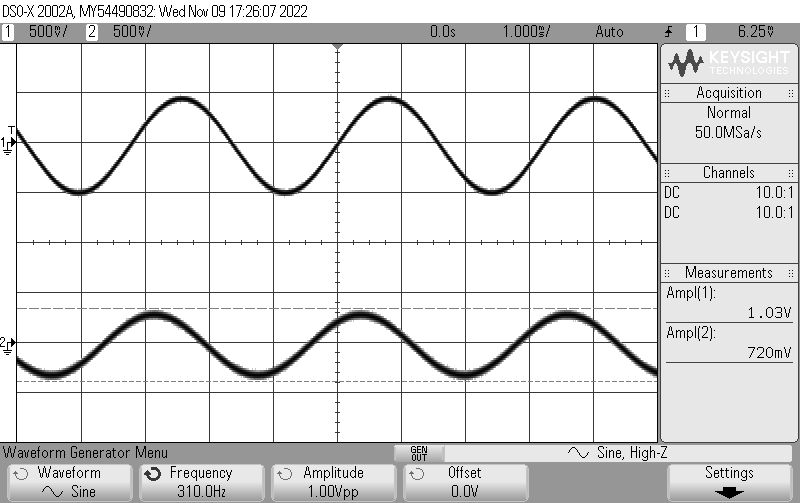 DSO-X 2002A, MY54490832: Wed Nov 09 17:26:07 2022
1 500mV/ 2 500mV/ 0.0s 1.000ms/ Auto 1 6.25mV
KEYSIGHT
TECHNOLOGIES
Acquisition
Normal
50.0MSa/s
Channels
DC 10.0:1
DC 10.0:1
Measurements
Ampl(1):
1.03V
Ampl(2):
720mV
T
1
2
Waveform Generator Menu
GEN OUT
Sine, High-Z
Waveform Frequency Amplitude Offset Settings
Sine 310.0Hz 1.00Vpp 0.0V